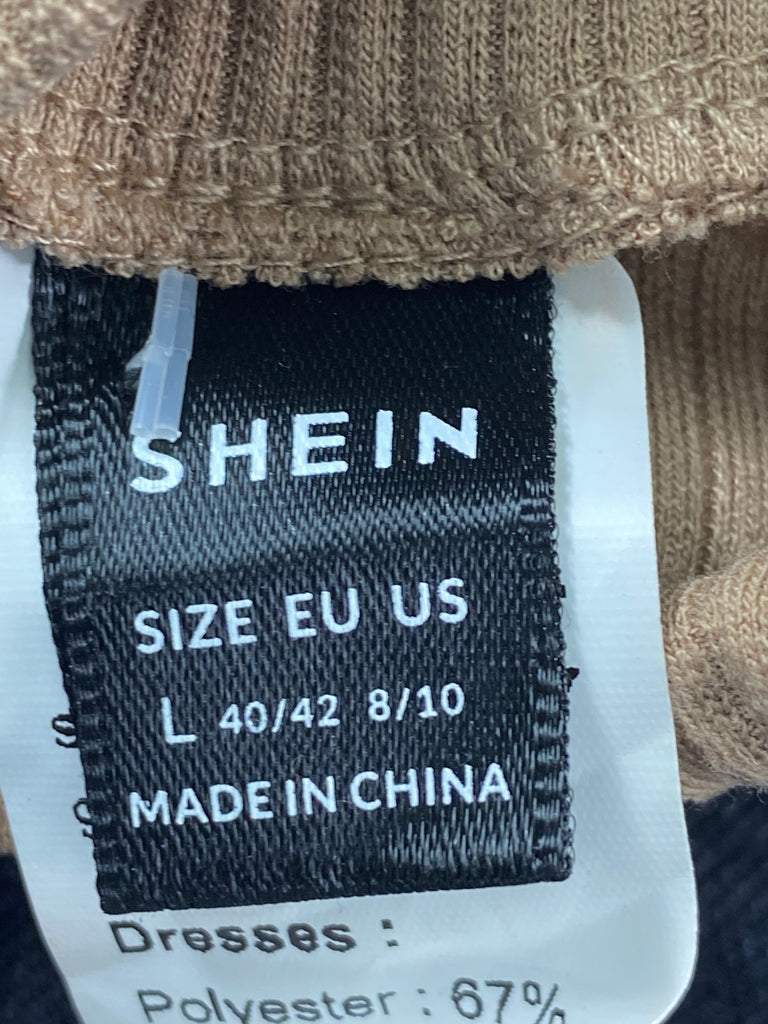 SHEIN
SIZE EU US
L 40/42 8/10
MADE IN CHINA
Dresses :
Polyester : 67%